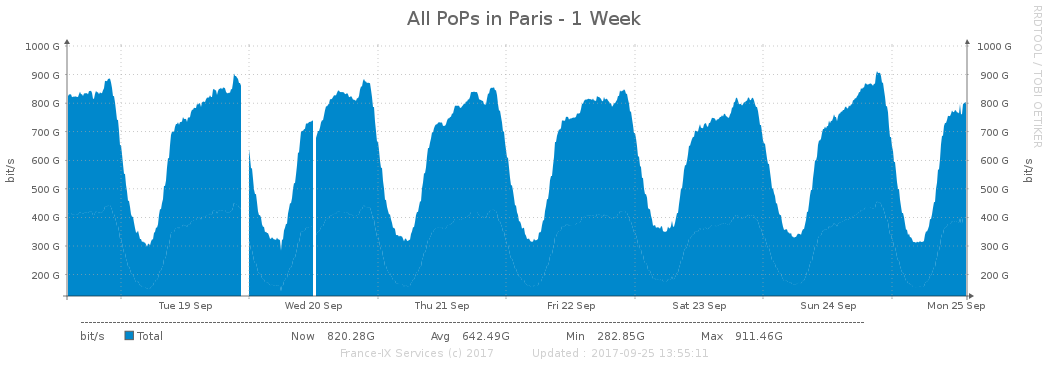 All PoPs in Paris - 1 Week
RRDTOOL / TOBI OETIKER
1000 G 1000 G
900 G 900 G
800 G 800 G
700 G 700 G
600 G 600 G
500 G 500 G
400 G 400 G
300 G 300 G
200 G 200 G
bit/s bit/s
Tue 19 Sep Wed 20 Sep Thu 21 Sep Fri 22 Sep Sat 23 Sep Sun 24 Sep Mon 25 Sep
bit/s Total Now 820.28G Avg 642.49G Min 282.85G Max 911.46G
France-IX Services (c) 2017 Updated : 2017-09-25 13:55:11